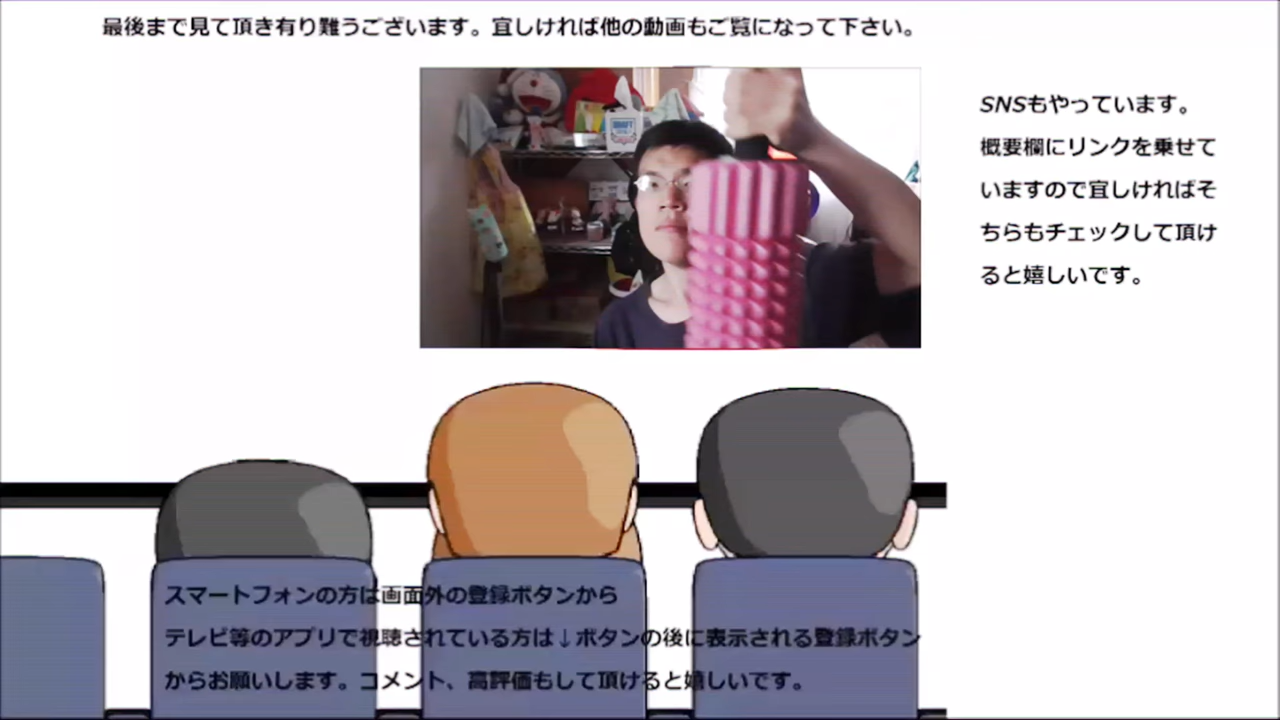 最後まで見て頂き有り難うございます。宜しければ他の動画もご覧になって下さい。
SNSもやっています。
概要欄にリンクを乗せて
いますので宜しければそ
ちらもチェックして頂け
ると嬉しいです。
スマートフォンの方は画面外の登録ボタンから
テレビ等のアプリで視聴されている方は↓ボタンの後に表示される登録ボタン
からお願いします。コメント、高評価もして頂けると嬉しいです。